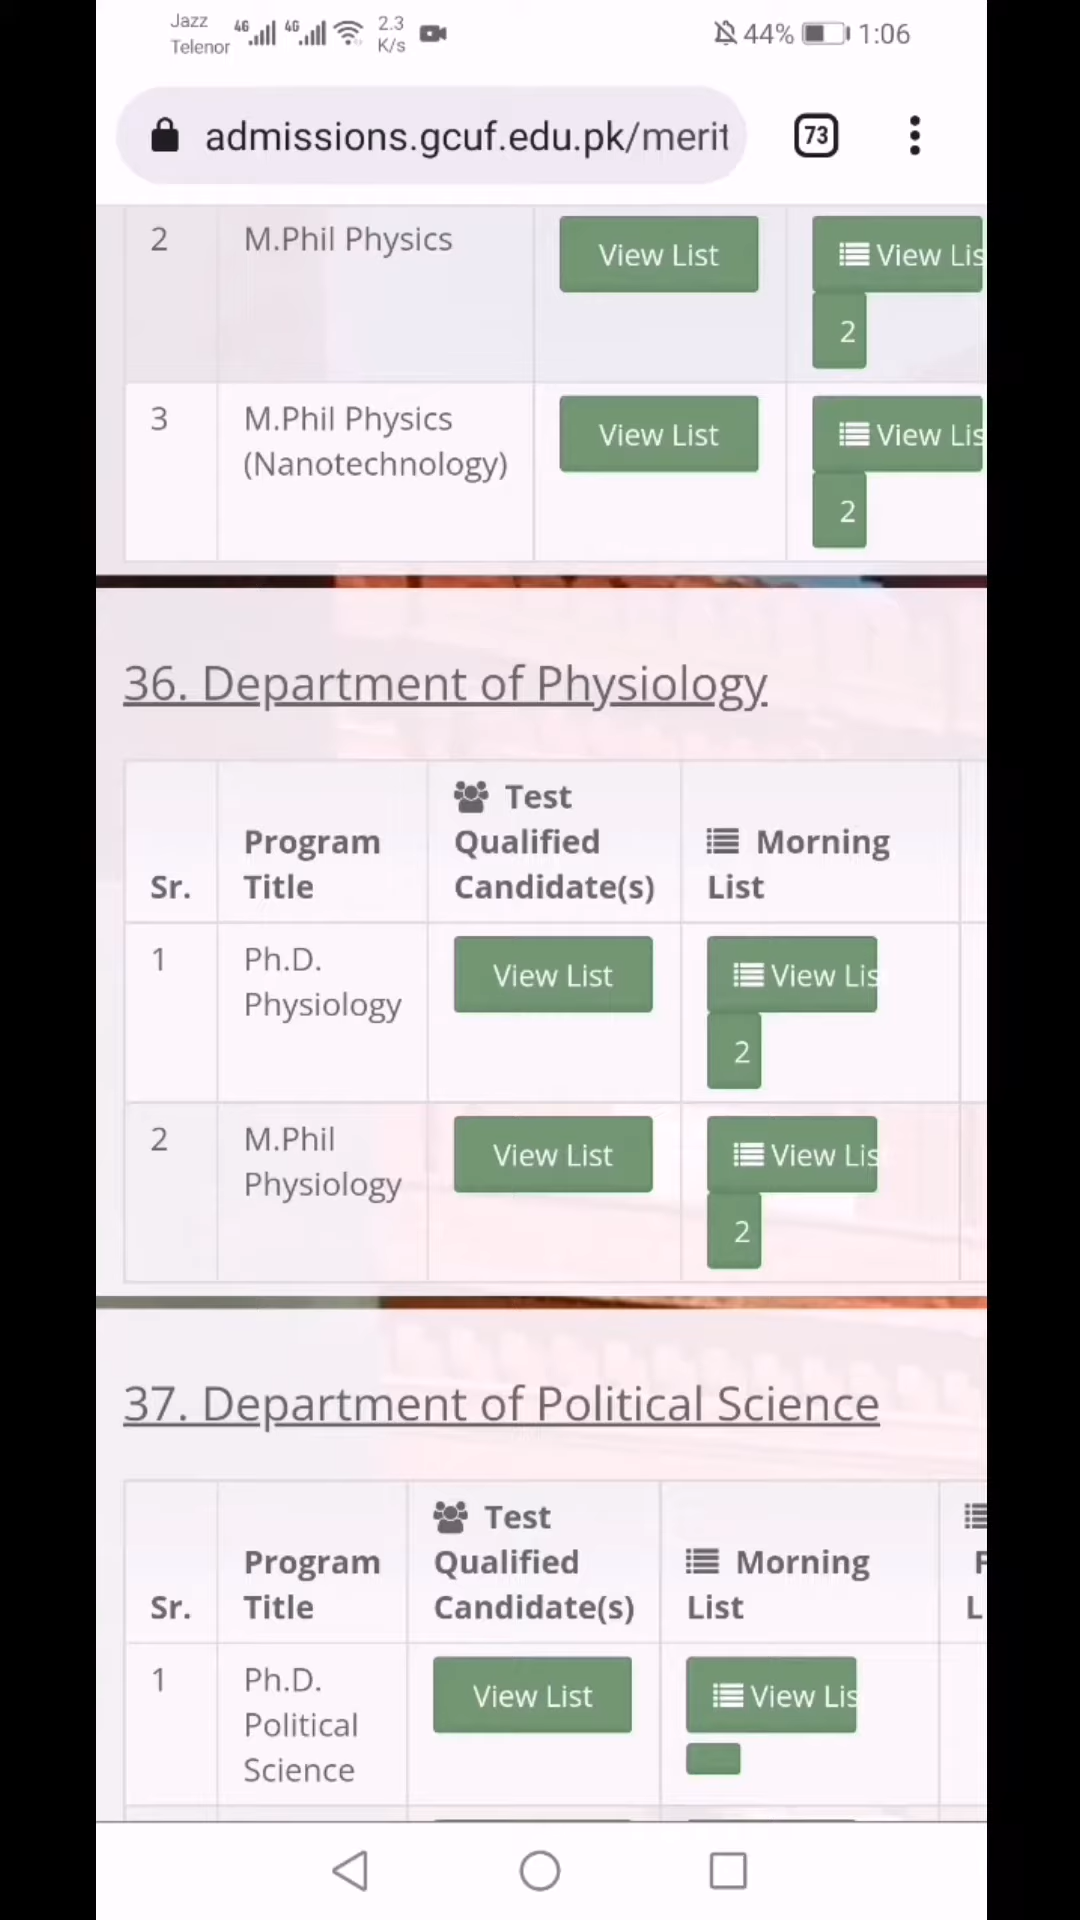 Jazz
Telenor
4G
4G
2.3
K/s
44%
1:06
admissions.gcuf.edu.pk/merit
73
2
M.Phil Physics
View List
View Lis
2
3
M.Phil Physics
(Nanotechnology)
View List
View Lis
2
36. Department of Physiology
Sr.
Program
Title
Test
Qualified
Candidate(s)
Morning
List
1
Ph.D.
Physiology
View List
View Lis
2
2
M.Phil
Physiology
View List
View Lis
2
37. Department of Political Science
Sr.
Program
Title
Test
Qualified
Candidate(s)
Morning
List
1
Ph.D.
Political
Science
View List
View Lis